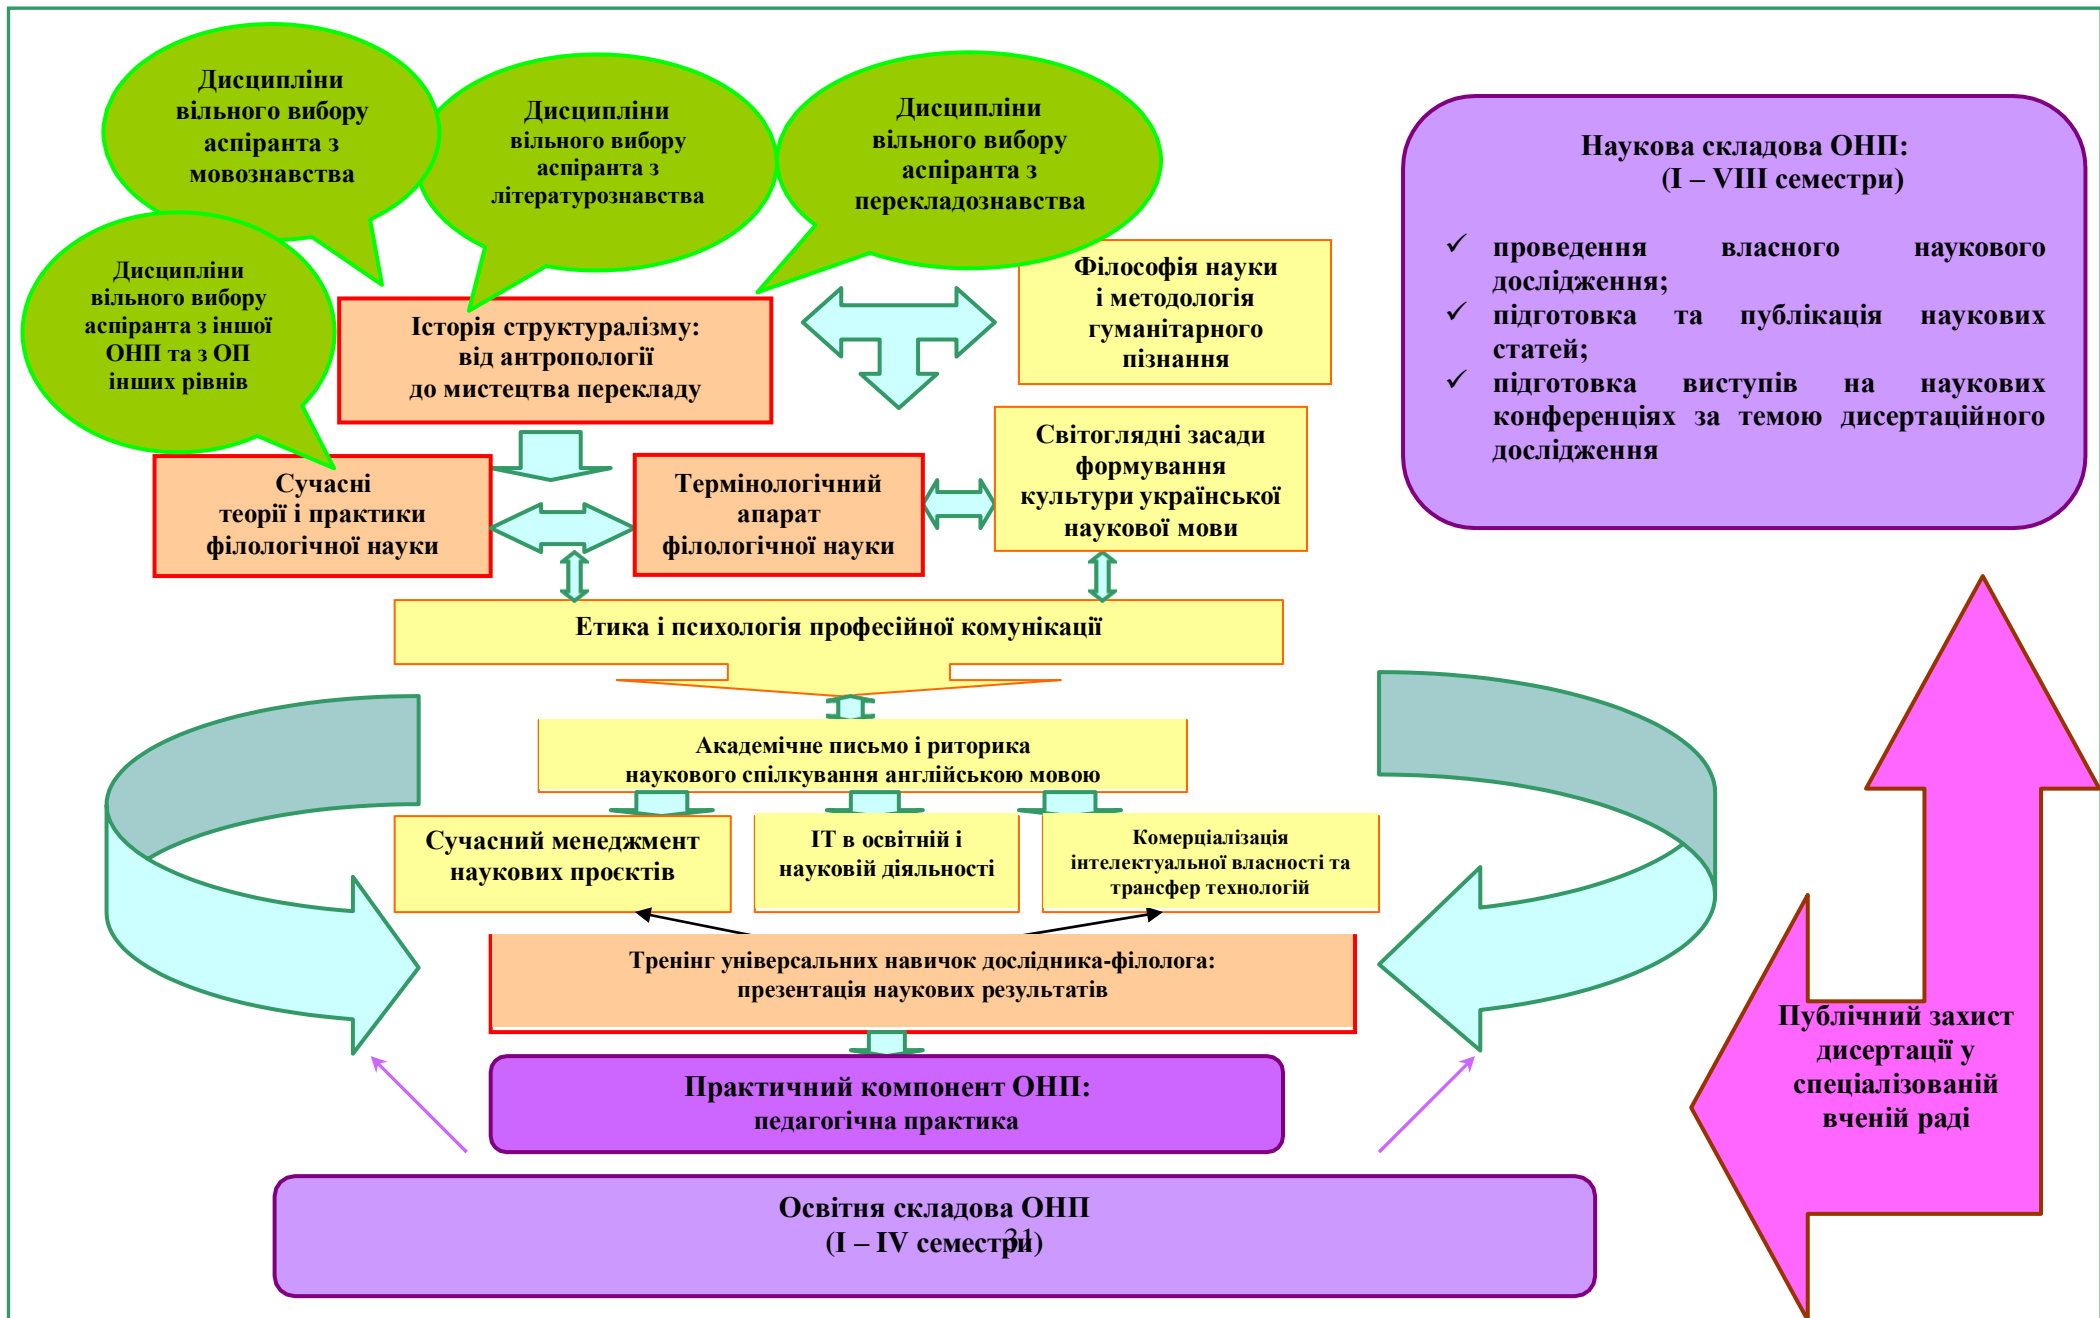 Дисципліни
вільного вибору
аспіранта з
мовознавства
Дисципліни
вільного вибору
аспіранта з
літературознавства
Дисципліни
вільного вибору
аспіранта з
перекладознавства
Дисципліни
вільного вибору
аспіранта з іншої
ОНП та з ОП
інших рівнів
Історія структуралізму:
від антропології
до мистецтва перекладу
Філософія науки
і методологія
гуманітарного
пізнання
Наукова складова ОНП:
(І – VІІІ семестри)
✓ проведення власного наукового
дослідження;
✓ підготовка та публікація наукових
статей;
✓ підготовка виступів на наукових
конференціях за темою дисертаційного
дослідження
Сучасні
теорії і практики
філологічної науки
Термінологічний
апарат
філологічної науки
Світоглядні засади
формування
культури української
наукової мови
Етика і психологія професійної комунікації
Академічне письмо і риторика
наукового спілкування англійською мовою
Сучасний менеджмент
наукових проєктів
ІТ в освітній і
науковій діяльності
Комерціалізація
інтелектуальної власності та
трансфер технологій
Тренінг універсальних навичок дослідника-філолога:
презентація наукових результатів
Практичний компонент ОНП:
педагогічна практика
Публічний захист
дисертації у
спеціалізованій
вченій раді
Освітня складова ОНП
(І – ІV семестри)
31